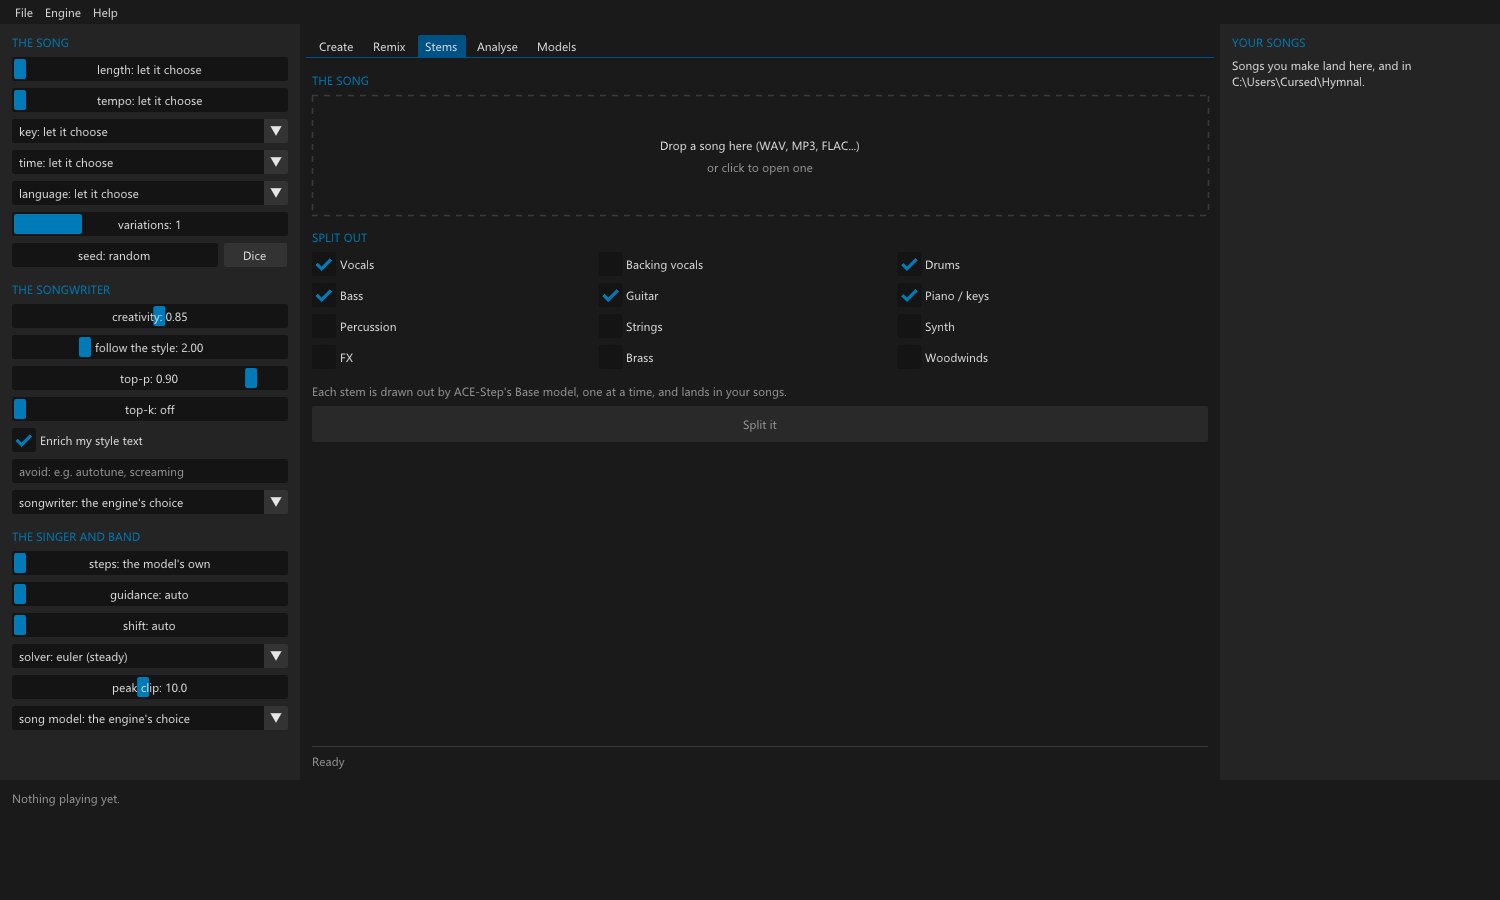 File Engine Help
THE SONG
length: let it choose
tempo: let it choose
key: let it choose
time: let it choose
language: let it choose
variations: 1
seed: random
Dice
THE SONGWRITER
creativity: 0.85
follow the style: 2.00
top-p: 0.90
top-k: off
Enrich my style text
avoid: e.g. autotune, screaming
songwriter: the engine's choice
THE SINGER AND BAND
steps: the model's own
guidance: auto
shift: auto
solver: euler (steady)
peak clip: 10.0
song model: the engine's choice
Create Remix Stems Analyse Models
THE SONG
Drop a song here (WAV, MP3, FLAC...)
or click to open one
SPLIT OUT
Vocals Backing vocals Drums
Bass Guitar Piano / keys
Percussion Strings Synth
FX Brass Woodwinds
Each stem is drawn out by ACE-Step's Base model, one at a time, and lands in your songs.
Split it
Ready
YOUR SONGS
Songs you make land here, and in
C:\Users\Cursed\Hymnal.
Nothing playing yet.